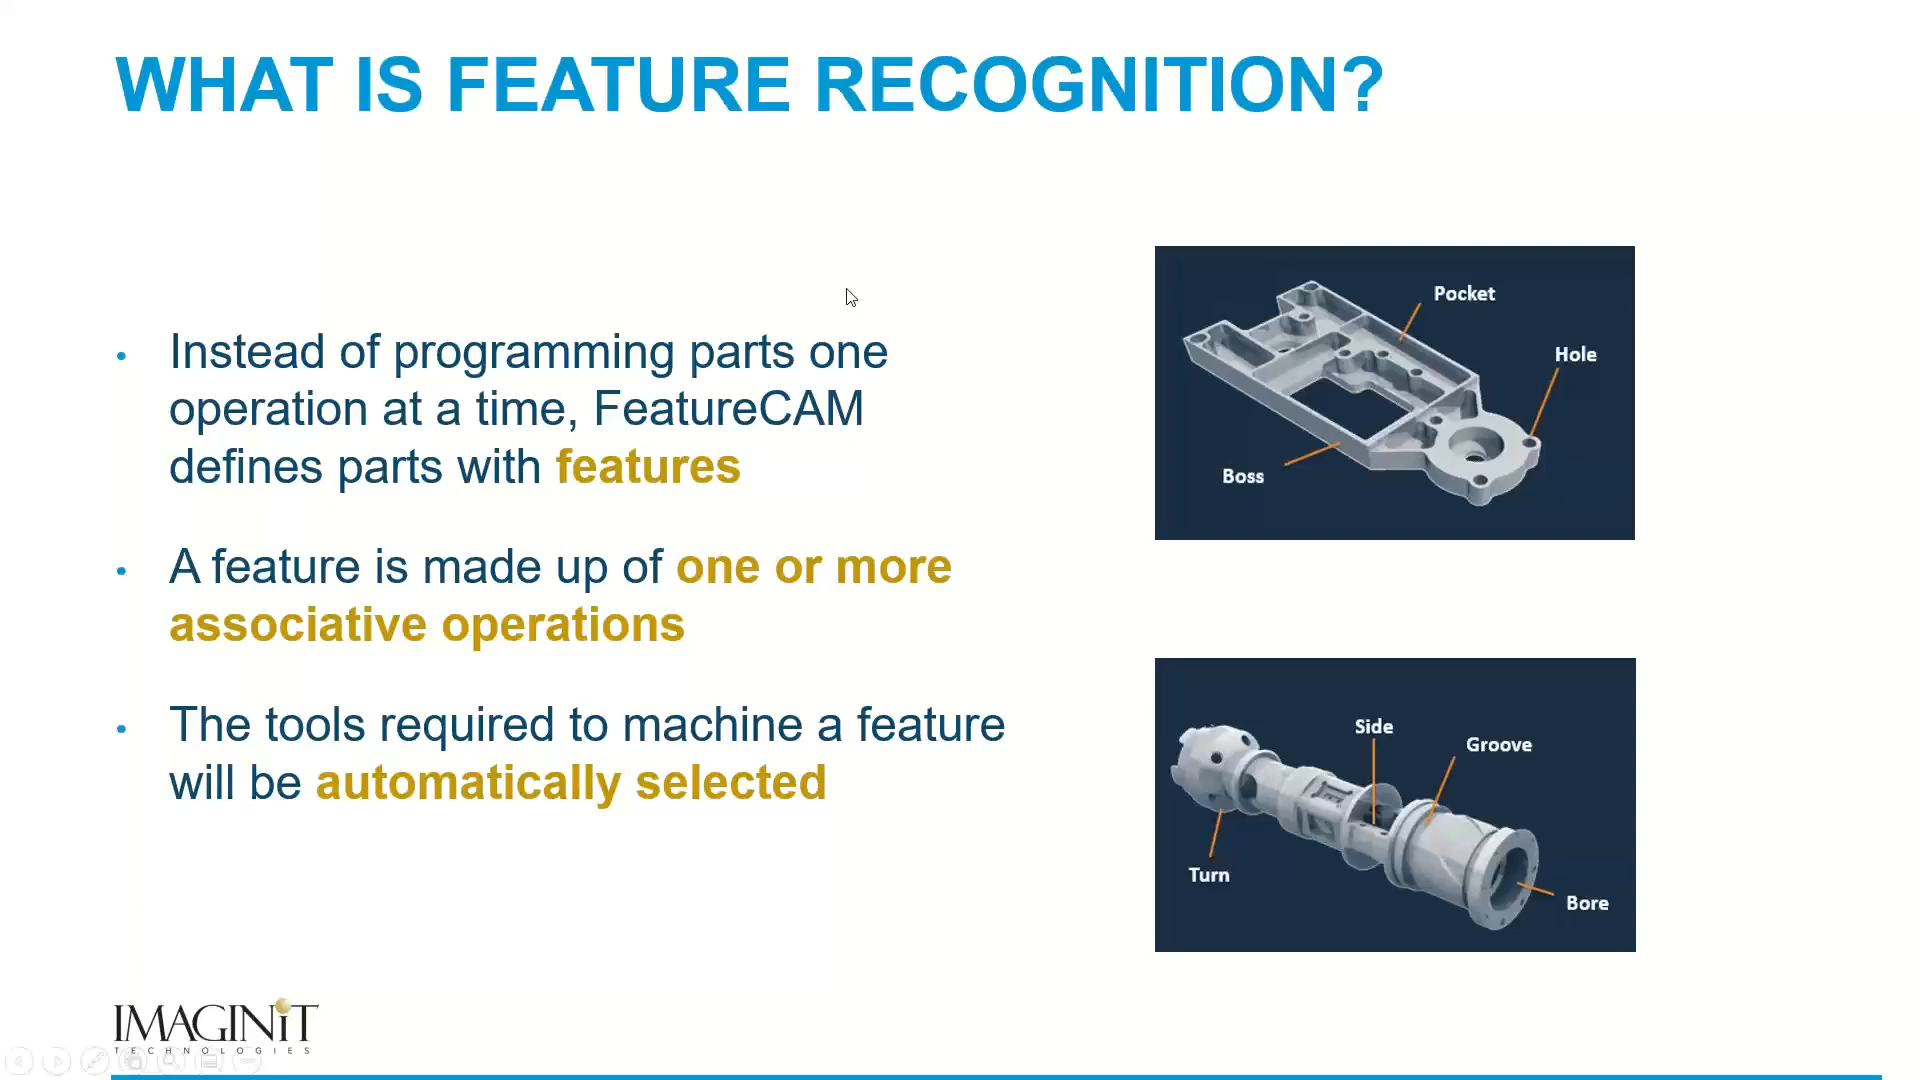 WHAT IS FEATURE RECOGNITION?
• Instead of programming parts one
operation at a time, FeatureCAM
defines parts with features
• A feature is made up of one or more
associative operations
• The tools required to machine a feature
will be automatically selected
Pocket
Hole
Boss
Side
Groove
Turn
Bore
IMAGINiT
TECHNOLOGIES